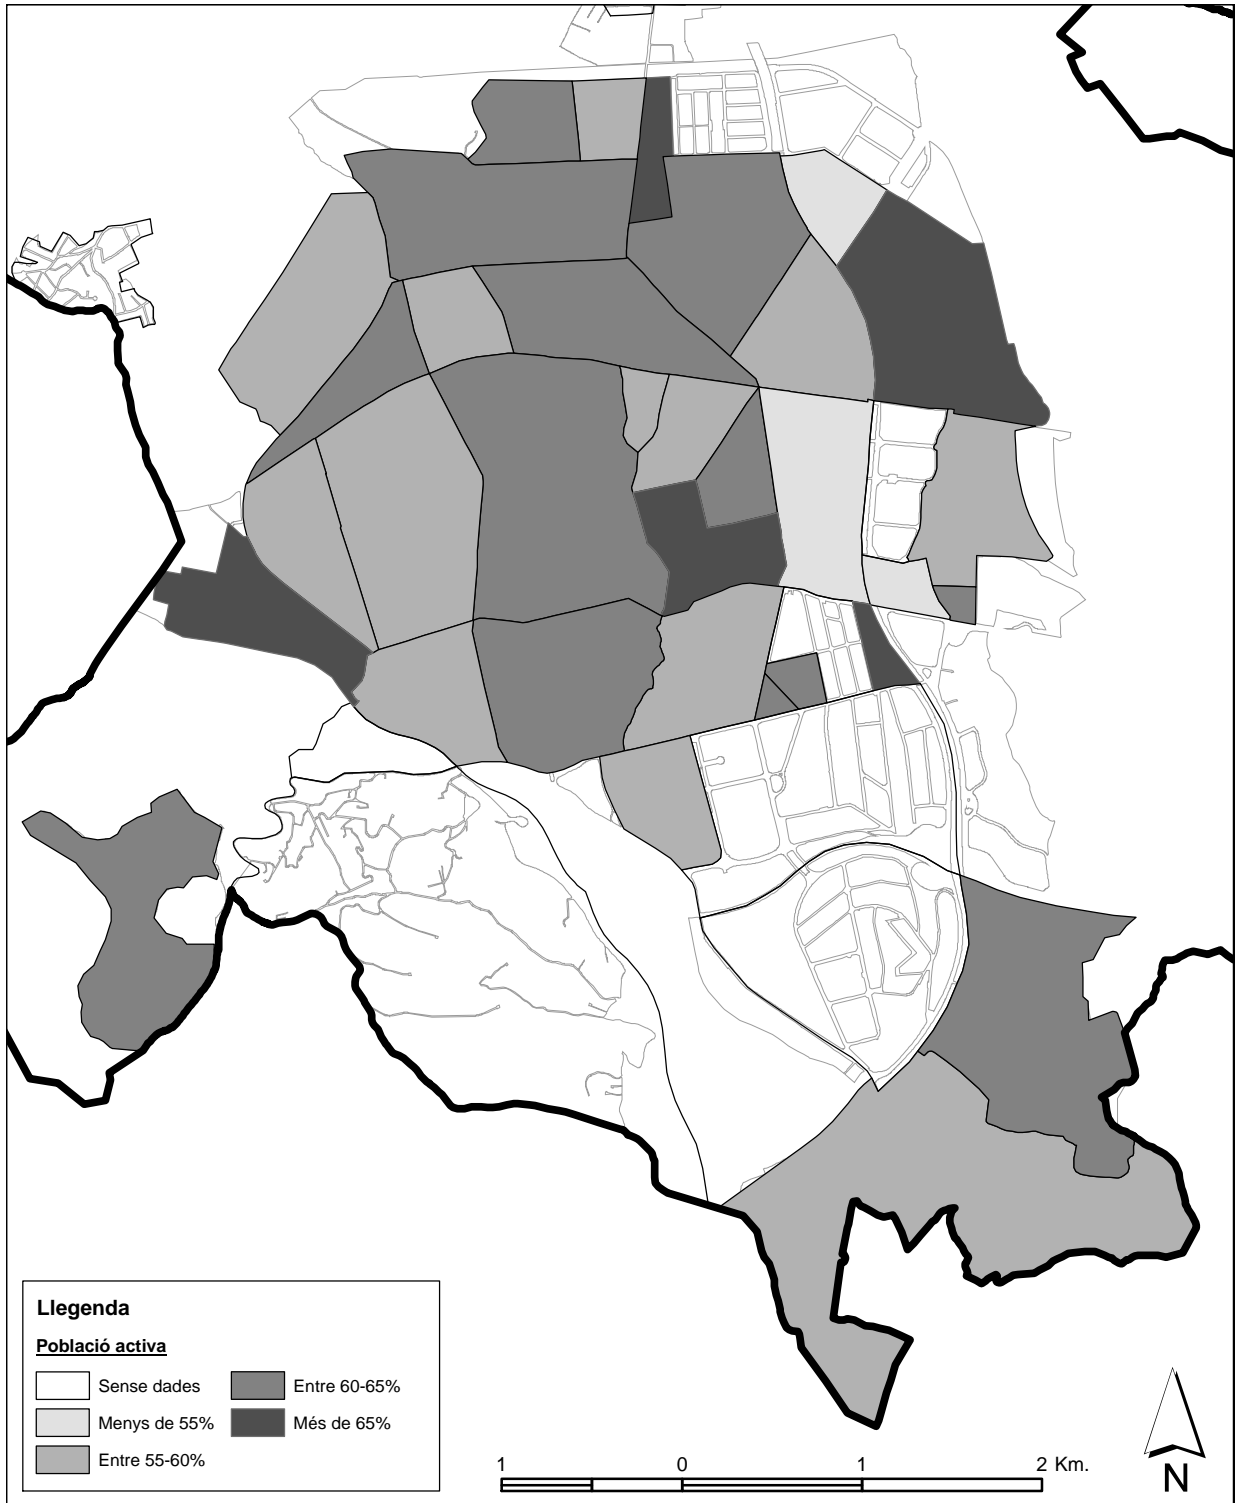 Llegenda
Població activa
Sense dades
Menys de 55%
Entre 55-60%
Entre 60-65%
Més de 65%
1 0 1 2 Km.
N